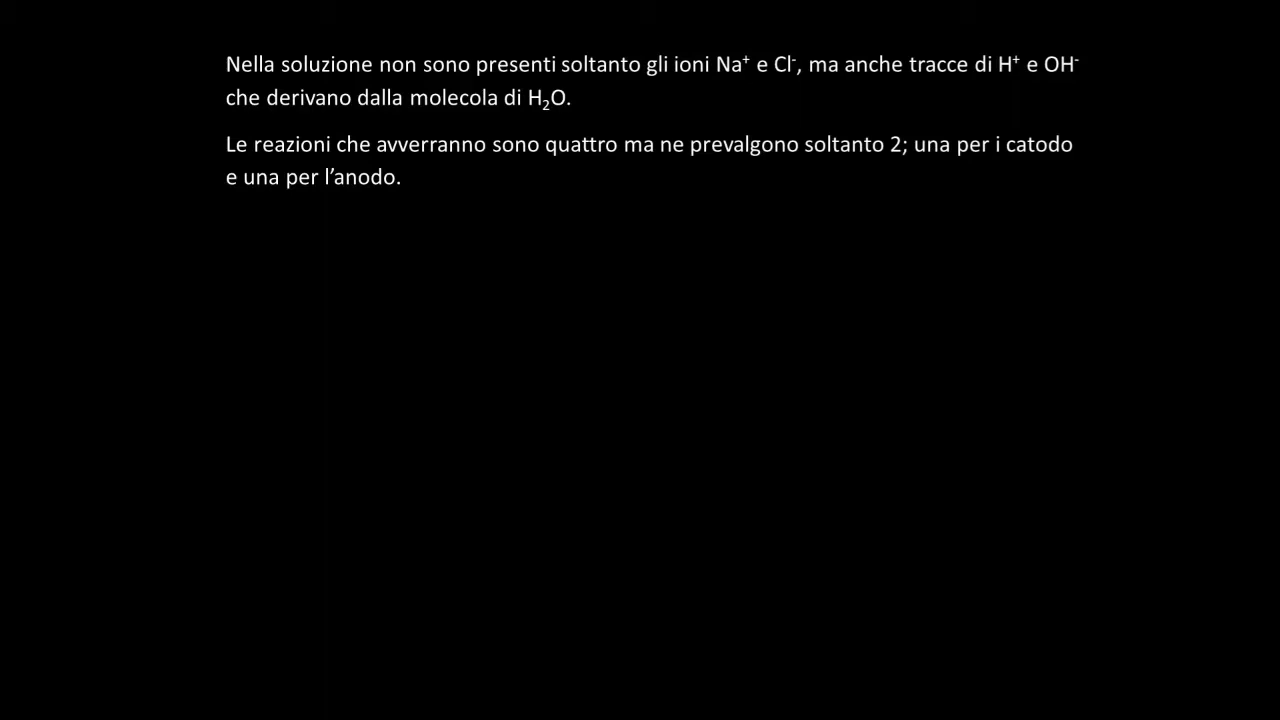 Nella soluzione non sono presenti soltanto gli ioni Na⁺ e Cl⁻, ma anche tracce di H⁺ e OH⁻
che derivano dalla molecola di H₂O.
Le reazioni che avverranno sono quattro ma ne prevalgono soltanto 2; una per i catodo
e una per l’anodo.